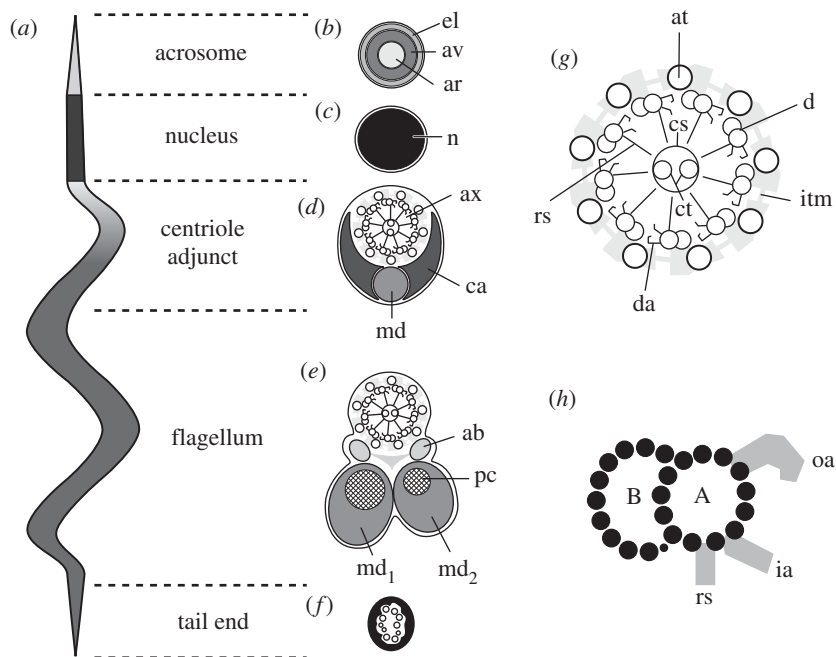 (a)
acrosome
nucleus
centriole
adjunct
flagellum
tail end
(b)
el
av
ar
(c)
n
(d)
ax
ca
md
(e)
ab
pc
md1
md2
(f)
(g)
at
cs
d
rs
ct
itm
da
(h)
oa
B
A
ia
rs